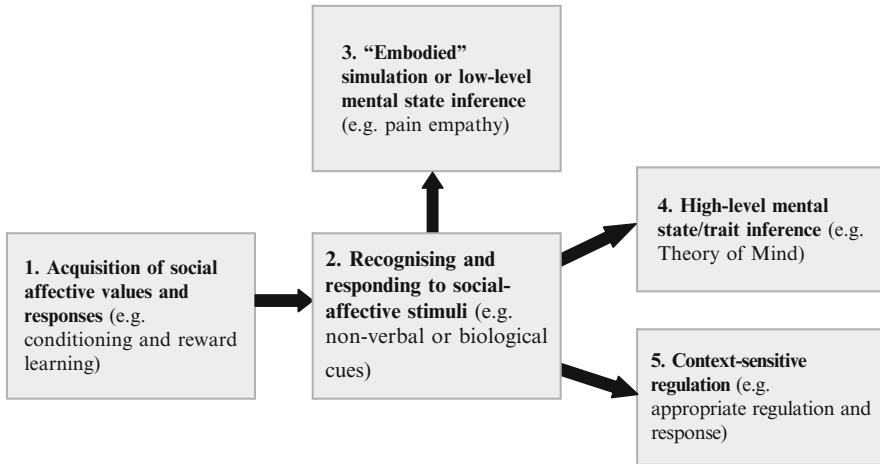 1. Acquisition of social
affective values and
responses (e.g.
conditioning and reward
learning)
2. Recognising and
responding to social-
affective stimuli (e.g.
non-verbal or biological
cues)
3. “Embodied”
simulation or low-level
mental state inference
(e.g. pain empathy)
4. High-level mental
state/trait inference (e.g.
Theory of Mind)
5. Context-sensitive
regulation (e.g.
appropriate regulation and
response)